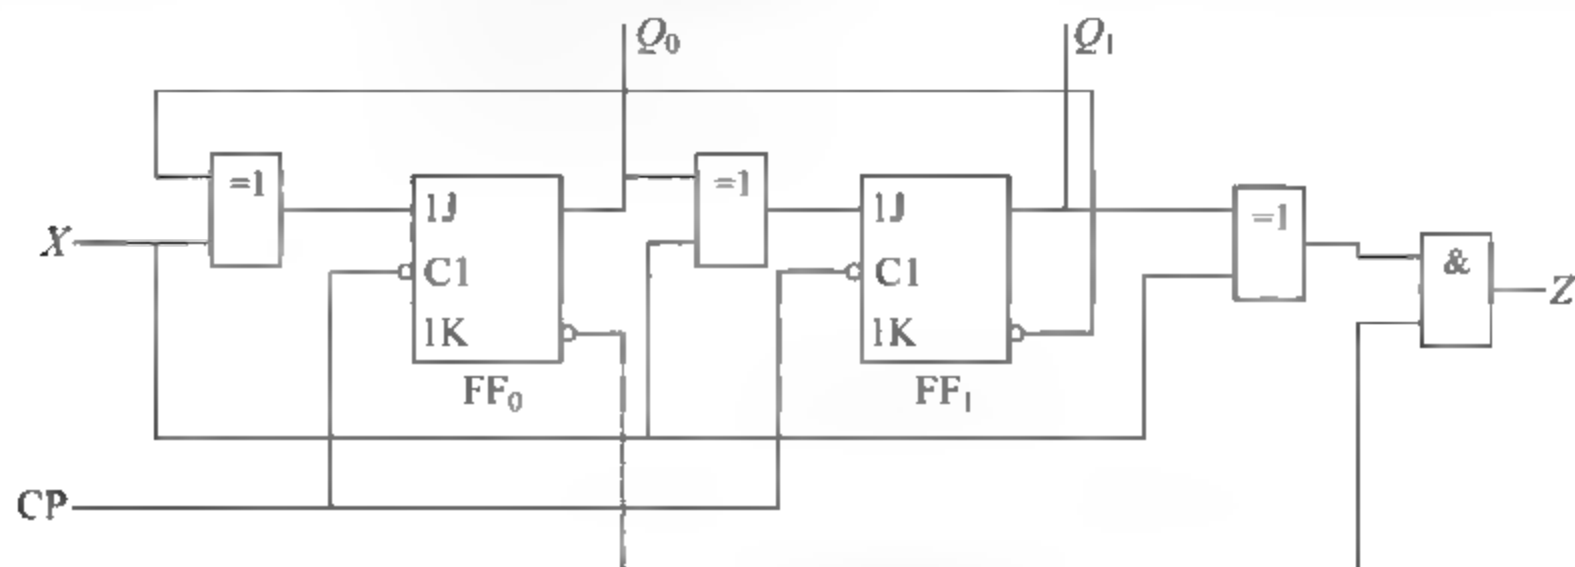 Q₀
Q₁
=1
=1
=1
&
X
1J
C1
1K
FF₀
1J
C1
1K
FF₁
Z
CP